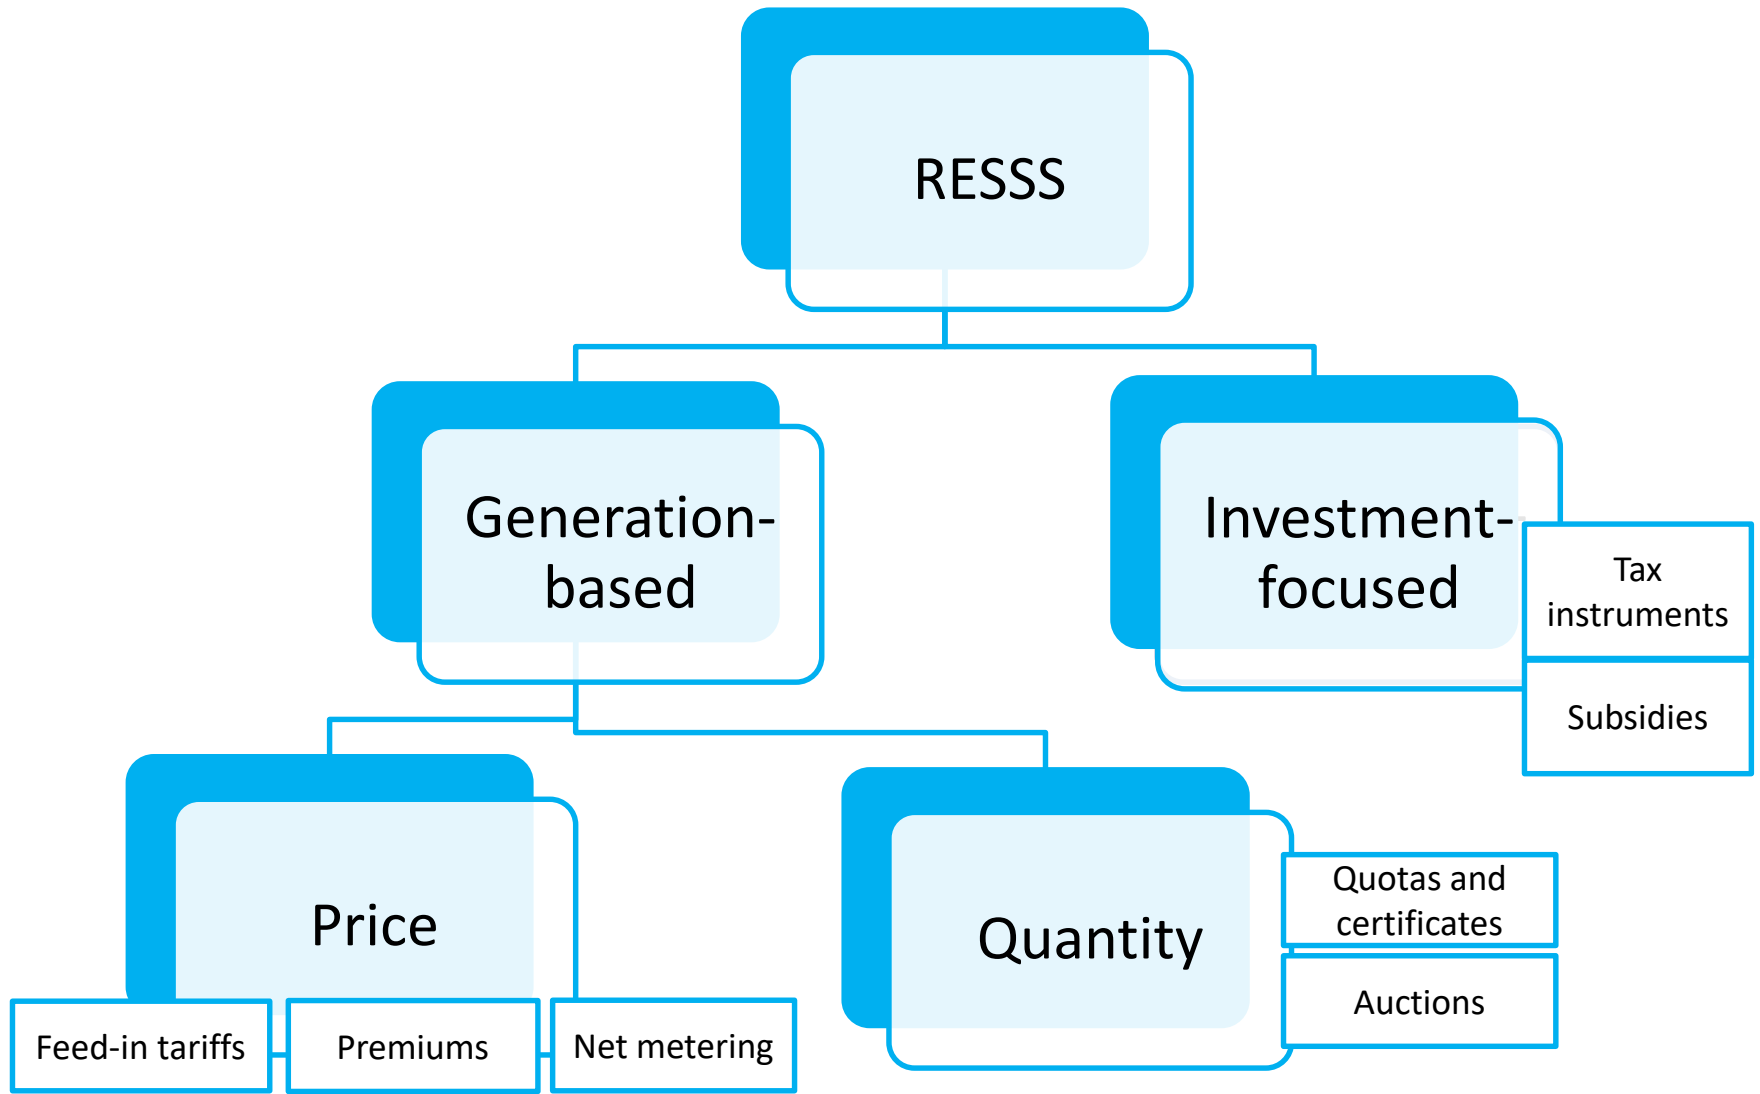 RESSS
Generation-
based
Investment-
focused
Tax
instruments
Subsidies
Price
Feed-in tariffs
Premiums
Net metering
Quantity
Quotas and
certificates
Auctions